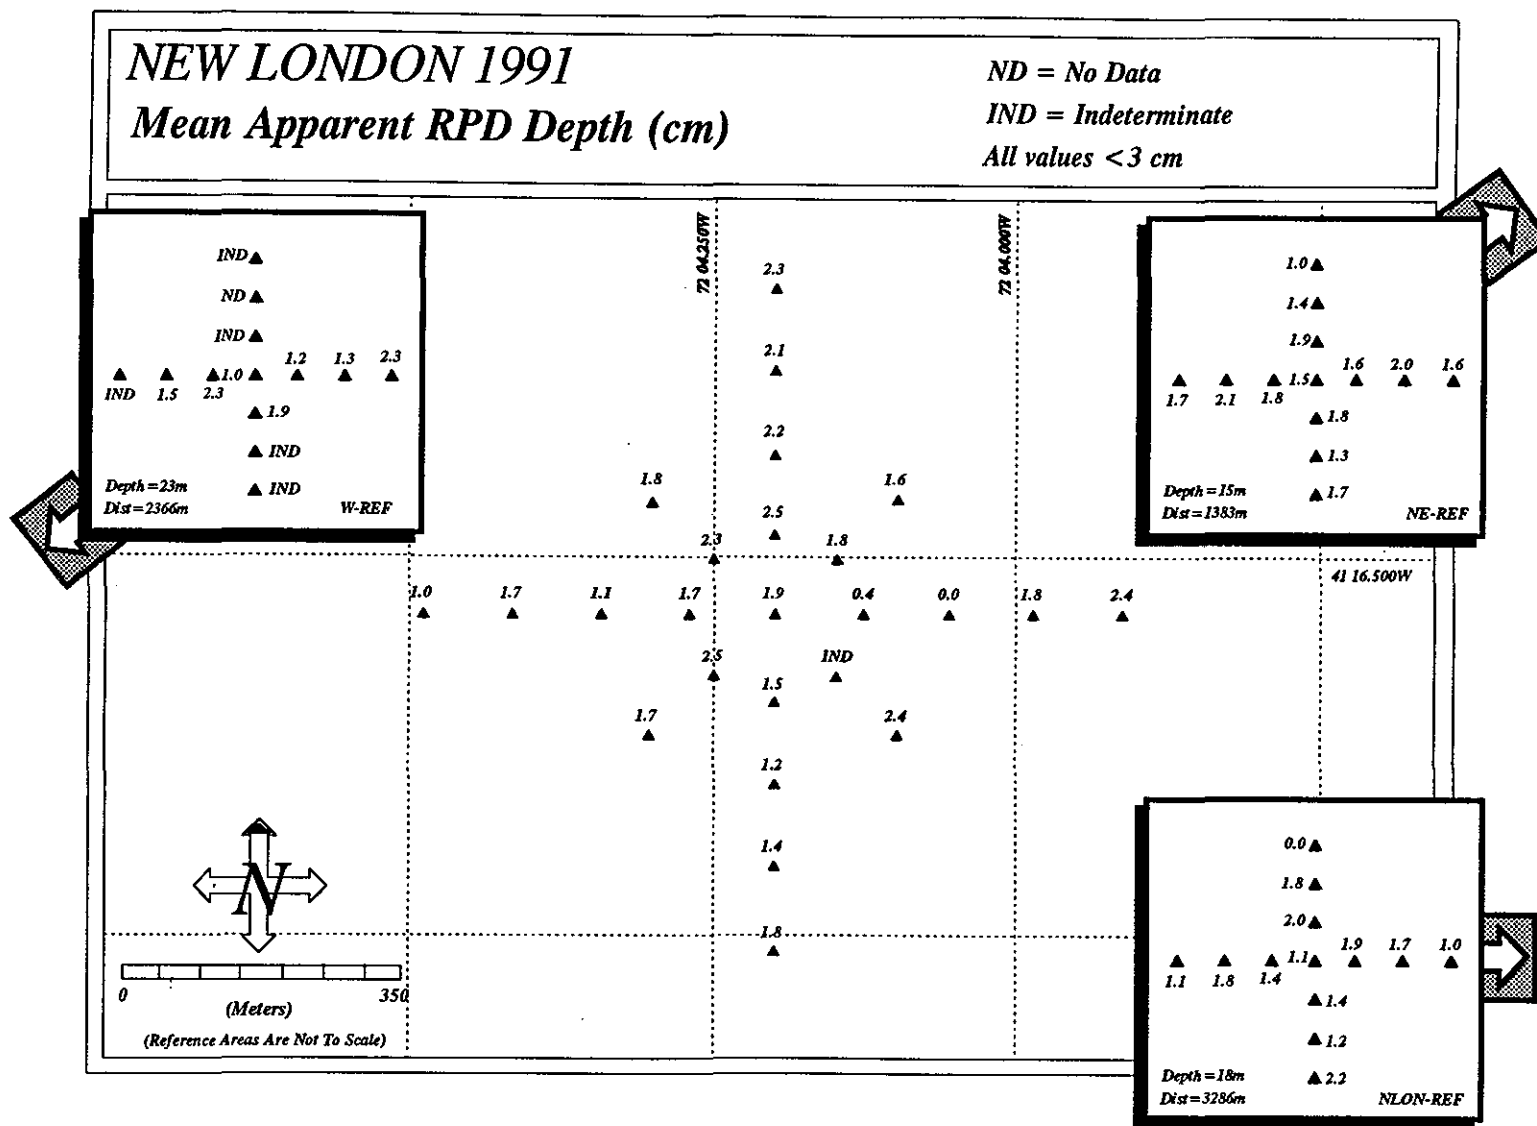 NEW LONDON 1991
Mean Apparent RPD Depth (cm)
ND = No Data
IND = Indeterminate
All values <3 cm
IND
ND
IND
1.2 1.3 2.3
1.0
IND 1.5 2.3
1.9
IND
IND
Depth=23m
Dist=2366m
W-REF
72 04.250W
72 04.000W
1.0
1.4
1.9
1.6 2.0 1.6
1.5
1.7 2.1 1.8
1.8
1.3
1.7
Depth=15m
Dist=1383m
NE-REF
41 16.500W
2.3
2.1
2.2
1.8 1.6
2.5
2.3 1.8
1.0 1.7 1.1 1.7 1.9 0.4 0.0 1.8 2.4
2.5 IND
1.5
1.7 2.4
1.2
1.4
1.8
N
0 350
(Meters)
(Reference Areas Are Not To Scale)
0.0
1.8
2.0
1.9 1.7 1.0
1.1
1.1 1.8 1.4
1.4
1.2
2.2
Depth=18m
Dist=3286m
NLON-REF